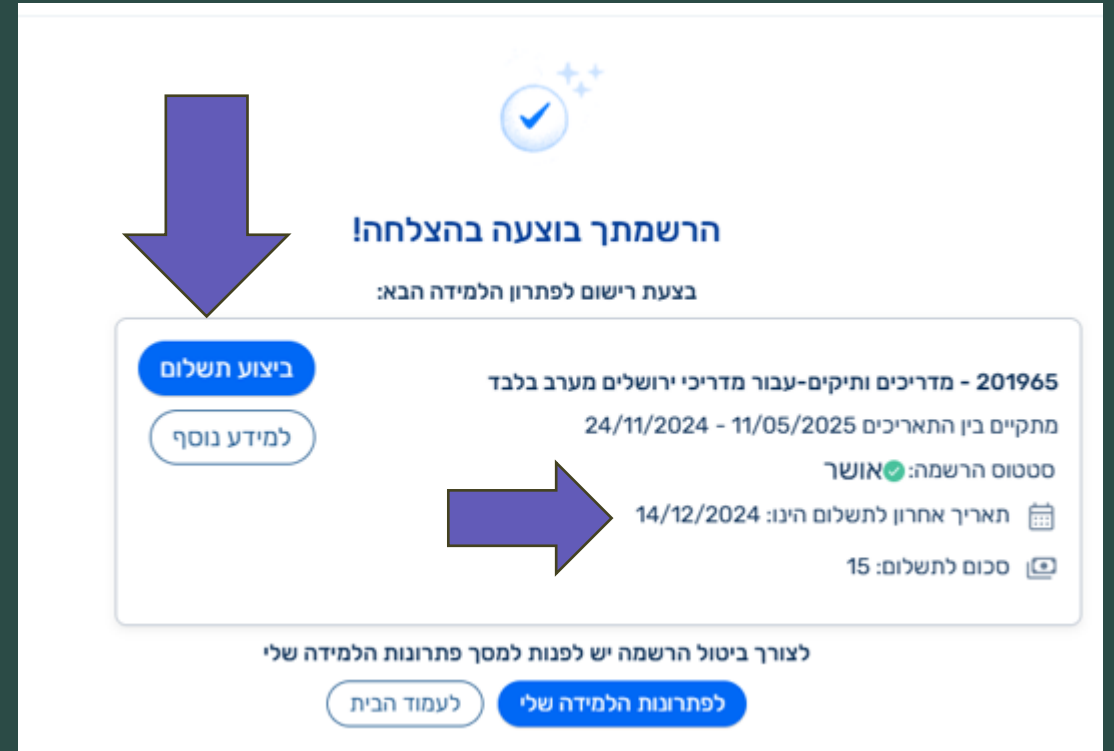 הרשמתך בוצעה בהצלחה!
בצעת רישום לפתרון הלמידה הבא:
201965 - מדריכים ותיקים-עבור מדריכי ירושלים מערב בלבד
מתקיים בין התאריכים 11/05/2025 - 24/11/2024
סטטוס הרשמה: אושר
תאריך אחרון לתשלום הינו: 14/12/2024
סכום לתשלום: 15
ביצוע תשלום
למידע נוסף
לצורך ביטול הרשמה יש לפנות למסך פתרונות הלמידה שלי
לפתרונות הלמידה שלי
לעמוד הבית